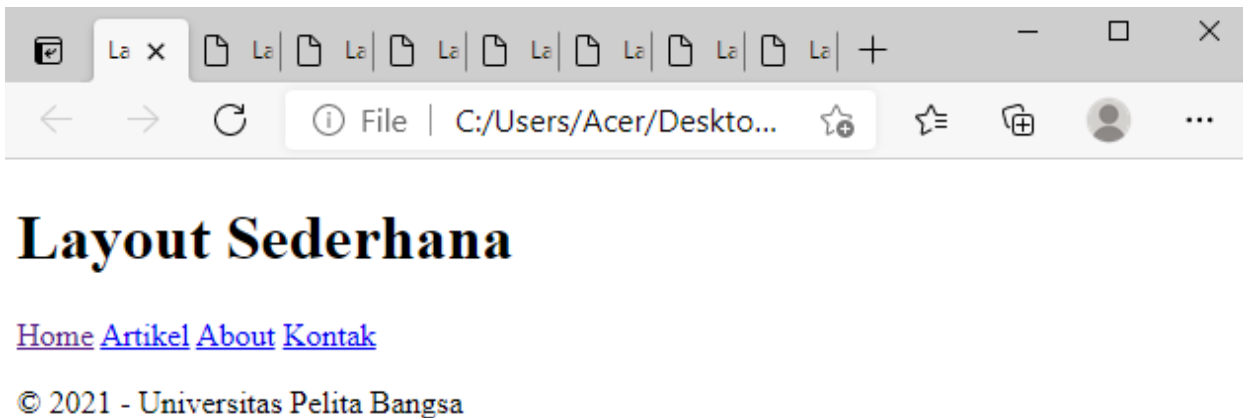 La La La La La La La La
File C:/Users/Acer/Deskto...
Layout Sederhana
Home Artikel About Kontak
© 2021 - Universitas Pelita Bangsa